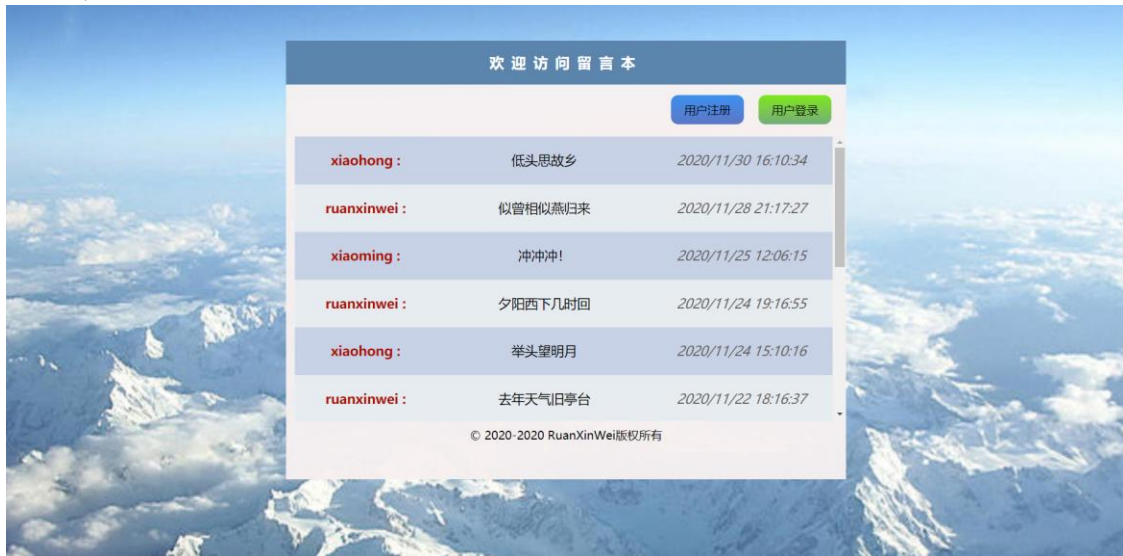 欢迎访问留言本
用户注册 用户登录
xiaohong : 低头思故乡 2020/11/30 16:10:34
ruanxinwei : 似曾相似燕归来 2020/11/28 21:17:27
xiaoming : 冲冲冲! 2020/11/25 12:06:15
ruanxinwei : 夕阳西下几时回 2020/11/24 19:16:55
xiaohong : 举头望明月 2020/11/24 15:10:16
ruanxinwei : 去年天气旧亭台 2020/11/22 18:16:37
© 2020-2020 RuanXinWei版权所有